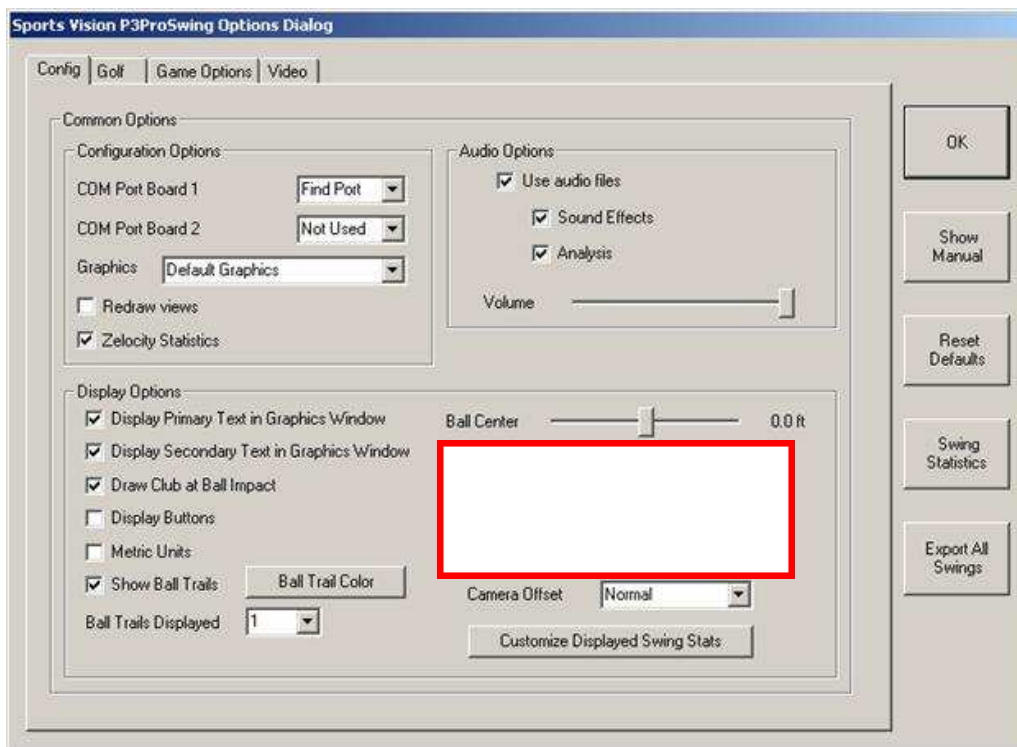 Sports Vision P3ProSwing Options Dialog
Config Golf Game Options Video
Common Options
Configuration Options
COM Port Board 1 Find Port
COM Port Board 2 Not Used
Graphics Default Graphics
Redraw views
Zelocity Statistics
Audio Options
Use audio files
Sound Effects
Analysis
Volume
Display Options
Display Primary Text in Graphics Window
Display Secondary Text in Graphics Window
Draw Club at Ball Impact
Display Buttons
Metric Units
Show Ball Trails Ball Trail Color
Ball Trails Displayed 1
Ball Center 0.0 ft
Camera Offset Normal
Customize Displayed Swing Stats
OK
Show
Manual
Reset
Defaults
Swing
Statistics
Export All
Swings